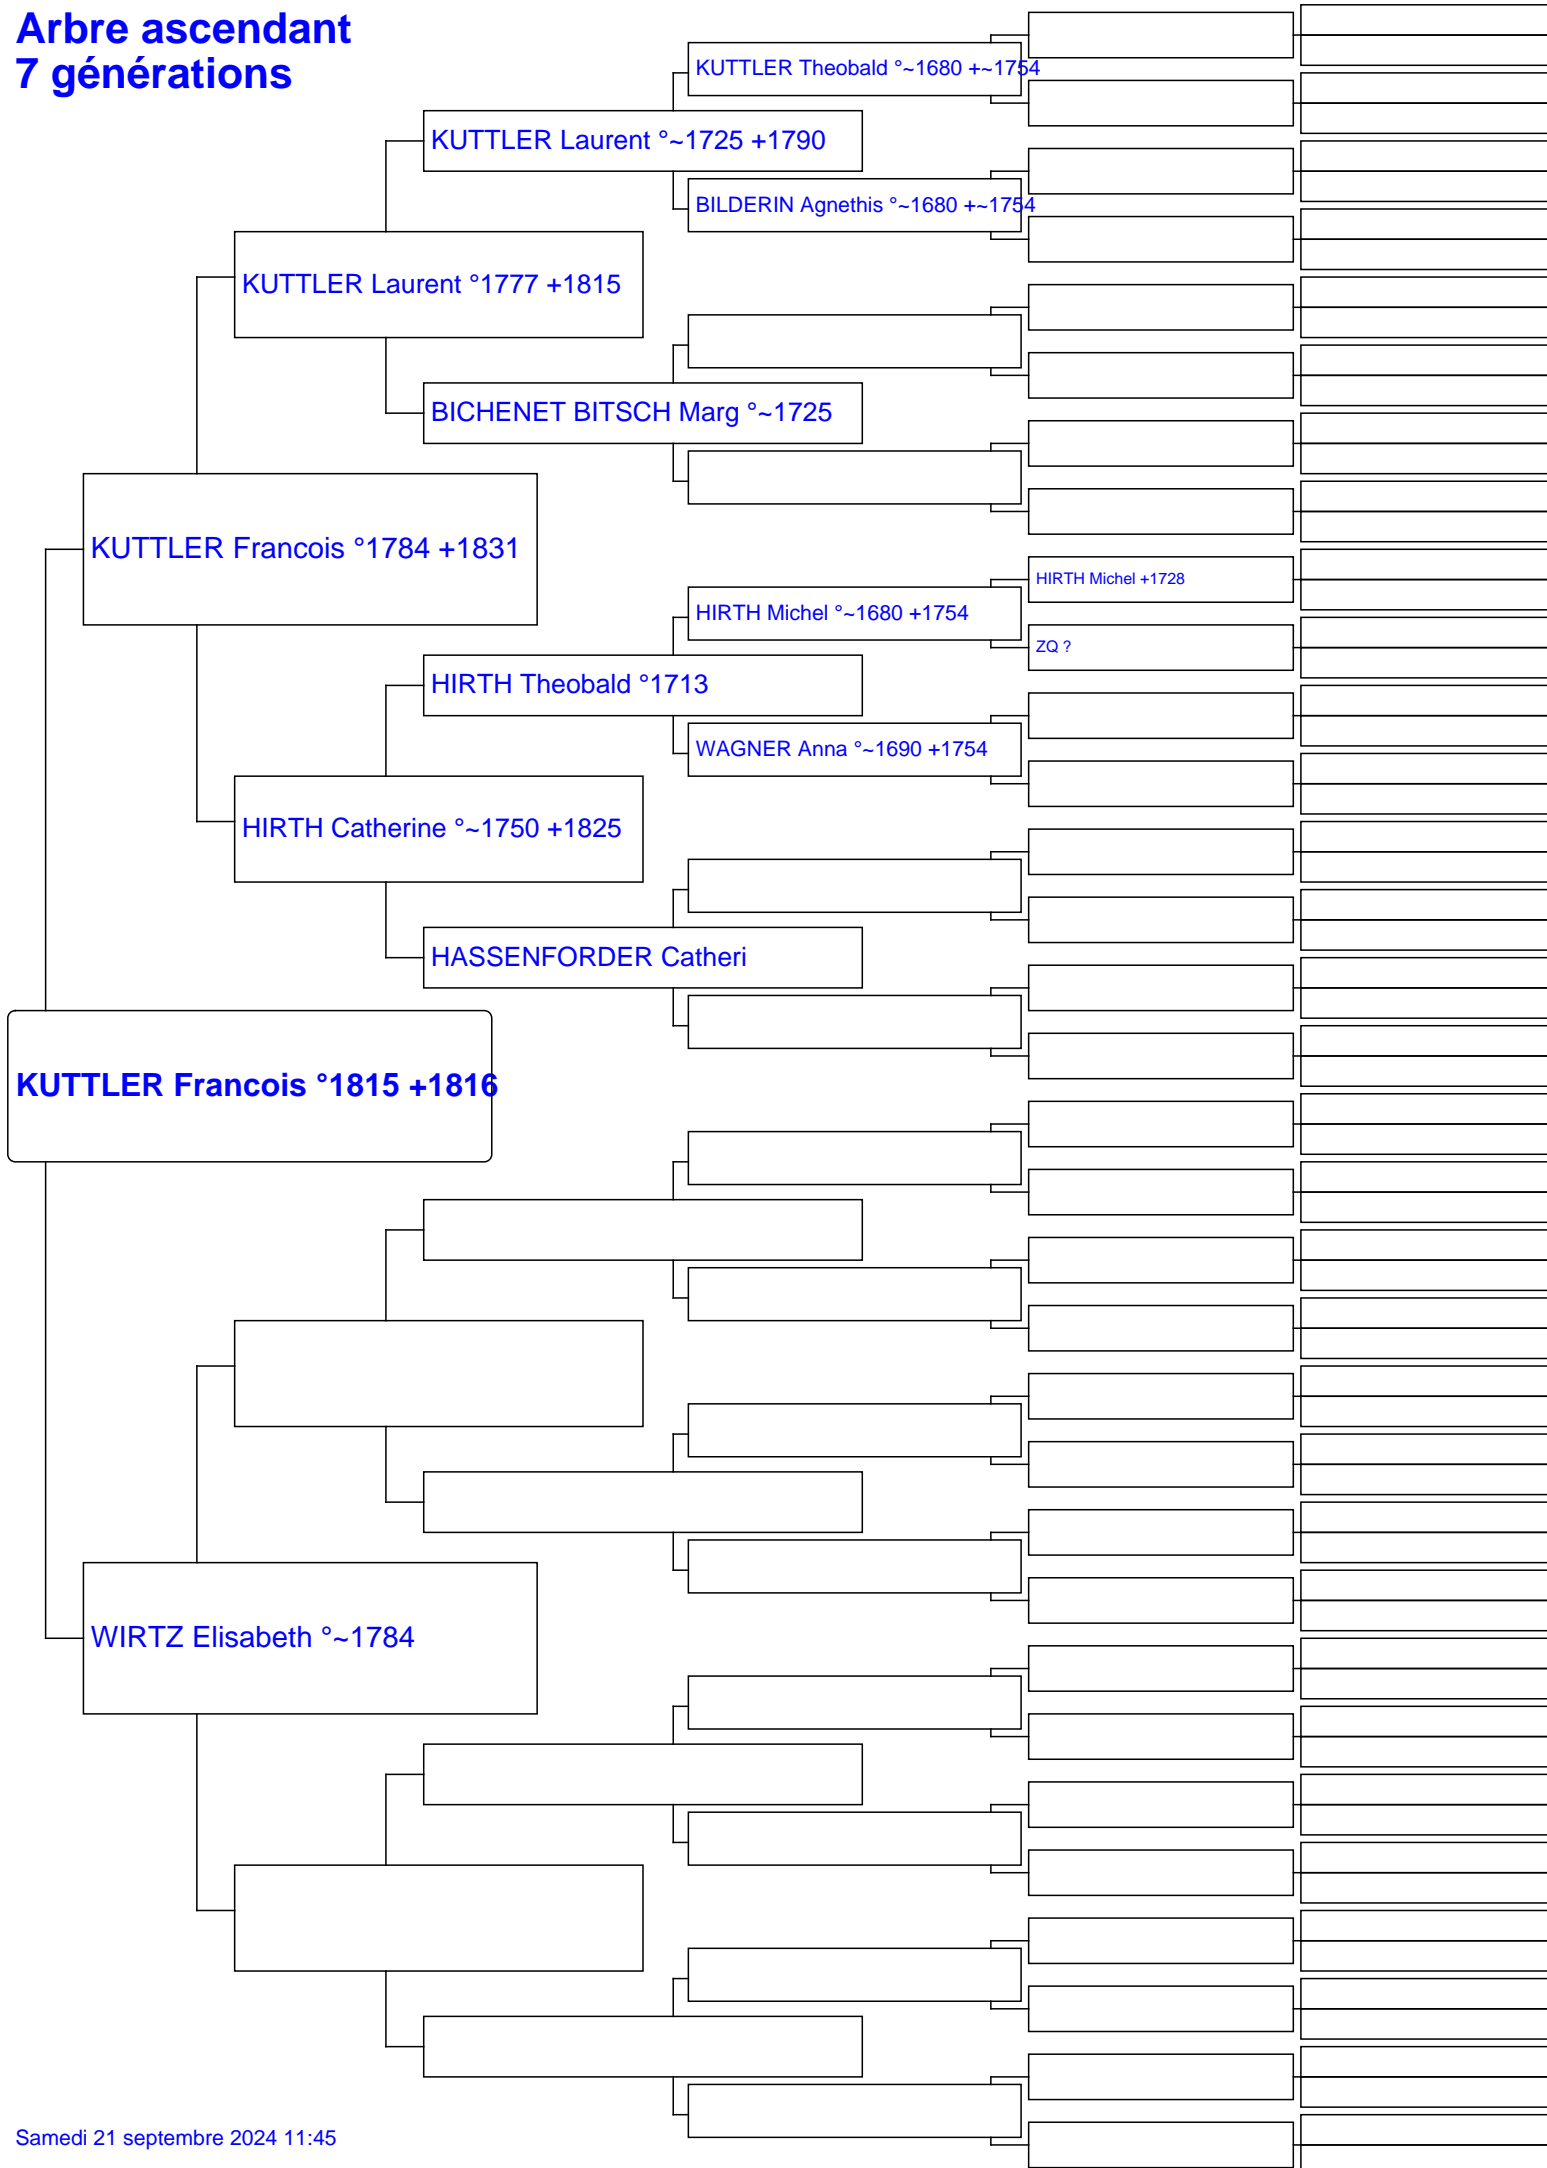 Arbre ascendant
7 générations
KUTTLER Theobald °~1680 +~1754
KUTTLER Laurent °~1725 +1790
BILDERIN Agnethis °~1680 +~1754
KUTTLER Laurent °1777 +1815
BICHENET BITSCH Marg °~1725
KUTTLER Francois °1784 +1831
HIRTH Michel +1728
HIRTH Michel °~1680 +1754
ZQ ?
HIRTH Theobald °1713
WAGNER Anna °~1690 +1754
HIRTH Catherine °~1750 +1825
HASSENFORDER Catheri
KUTTLER Francois °1815 +1816
WIRTZ Elisabeth °~1784
Samedi 21 septembre 2024 11:45